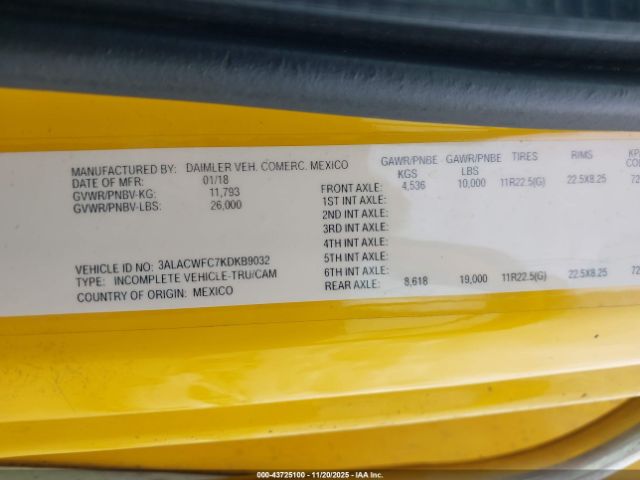 MANUFACTURED BY: DAIMLER VEH. COMERC. MEXICO
DATE OF MFR: 01/18
GVWR/PNBV-KG: 11,793
GVWR/PNBV-LBS: 26,000
VEHICLE ID NO: 3ALACWFC7KDKB9032
TYPE: INCOMPLETE VEHICLE-TRU/CAM
COUNTRY OF ORIGIN: MEXICO
GAWR/PNBE GAWR/PNBE TIRES RIMS
KGS LBS
FRONT AXLE: 4,536 10,000 11R22.5(G) 22.5X8.25 72
1ST INT AXLE:
2ND INT AXLE:
3RD INT AXLE:
4TH INT AXLE:
5TH INT AXLE:
6TH INT AXLE:
REAR AXLE: 8,618 19,000 11R22.5(G) 22.5X8.25 72
000-43725100 - 11/20/2025 - IAA Inc.